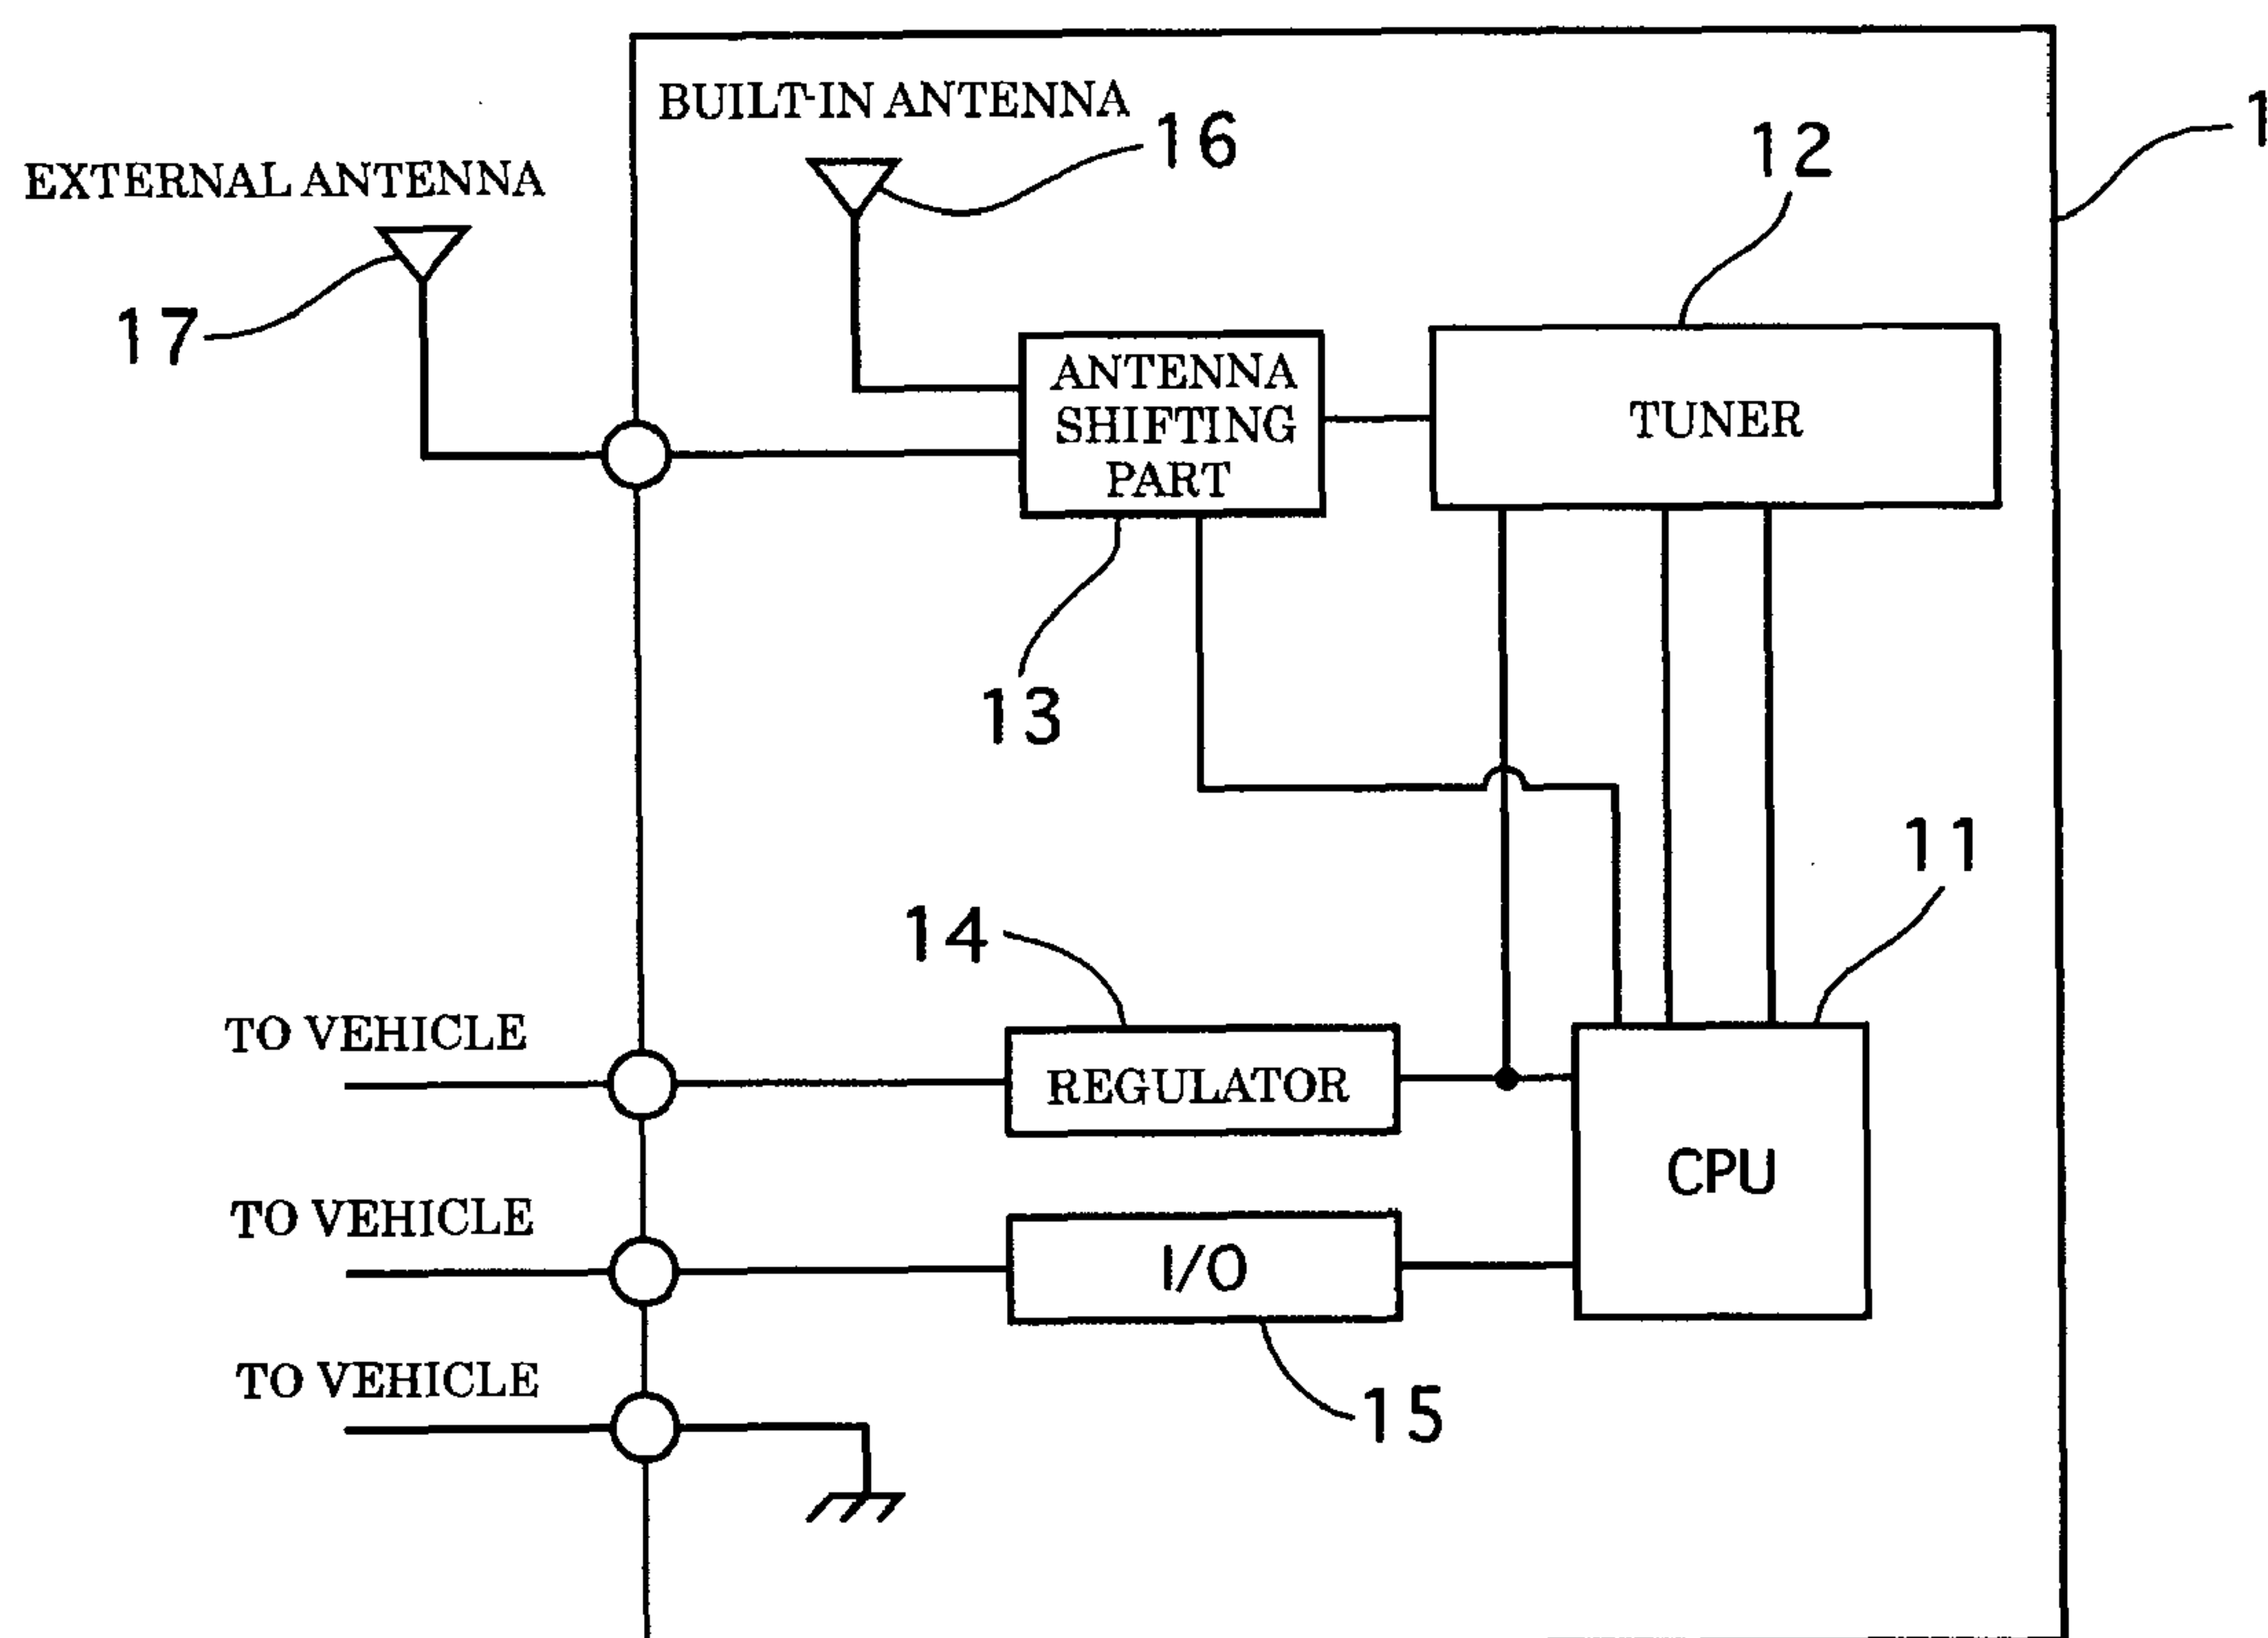 BUILT-IN ANTENNA
1
16
12
EXTERNAL ANTENNA
17
ANTENNA
SHIFTING
PART
TUNER
13
11
14
TO VEHICLE
REGULATOR
CPU
TO VEHICLE
I/O
TO VEHICLE
15